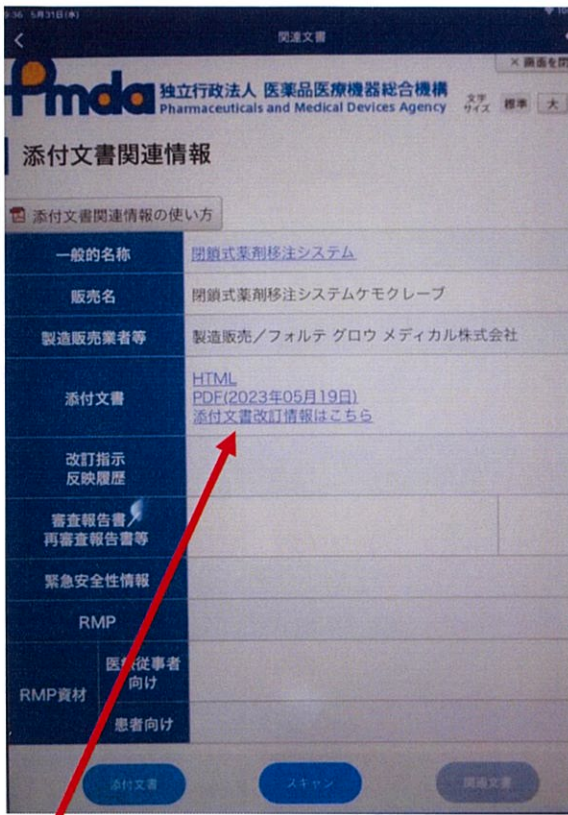 9:36 5月31日(水)
関連文書
× 画面を閉
Pmda 独立行政法人 医薬品医療機器総合機構
Pharmaceuticals and Medical Devices Agency
文字サイズ 標準 大
添付文書関連情報
添付文書関連情報の使い方
一般的名称 閉鎖式薬剤移注システム
販売名 閉鎖式薬剤移注システムケモクレーブ
製造販売業者等 製造販売／フォルテ グロウ メディカル株式会社
添付文書
HTML
PDF(2023年05月19日)
添付文書改訂情報はこちら
改訂指示
反映履歴
審査報告書/
再審査報告書等
緊急安全性情報
RMP
RMP資材
医療従事者
向け
患者向け
添付文書 スキャン 関連文書